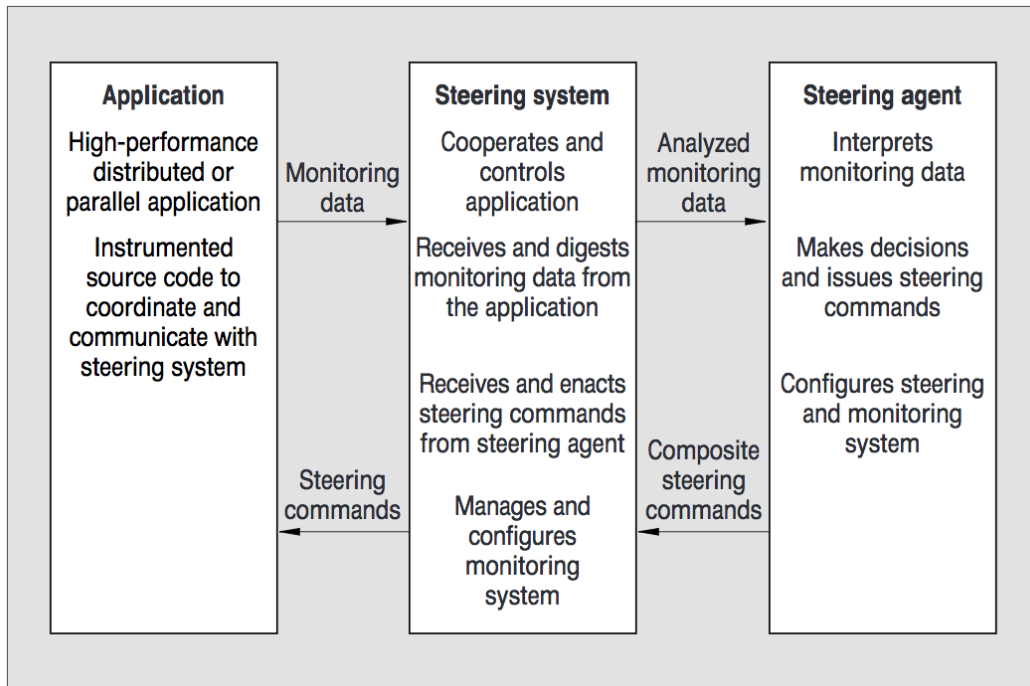 Application
High-performance
distributed or
parallel application
Instrumented
source code to
coordinate and
communicate with
steering system
Monitoring
data
Steering
commands
Steering system
Cooperates and
controls
application
Receives and digests
monitoring data from
the application
Receives and enacts
steering commands
from steering agent
Manages and
configures
monitoring
system
Analyzed
monitoring
data
Composite
steering
commands
Steering agent
Interprets
monitoring data
Makes decisions
and issues steering
commands
Configures steering
and monitoring
system